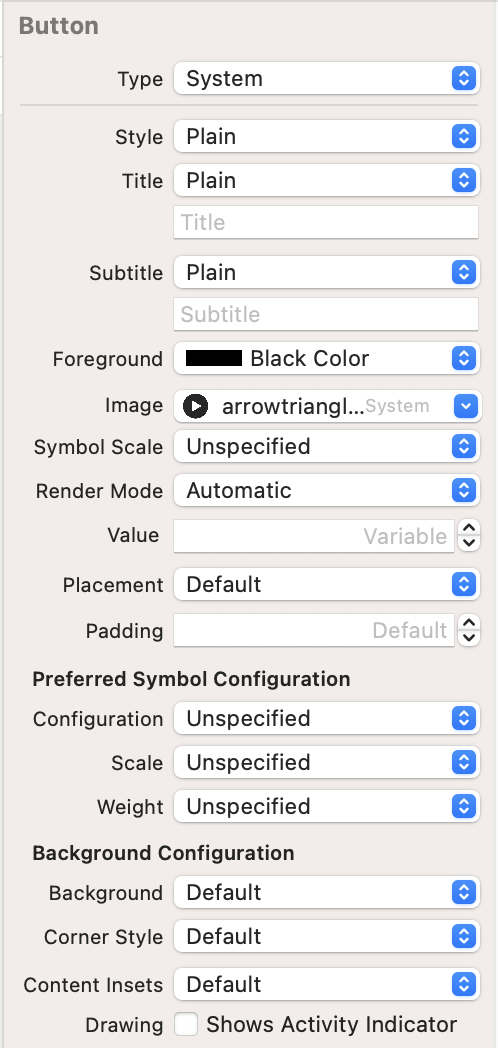 Button
Type System
Style Plain
Title Plain
Title
Subtitle Plain
Subtitle
Foreground Black Color
Image arrowtriangl...System
Symbol Scale Unspecified
Render Mode Automatic
Value Variable
Placement Default
Padding Default
Preferred Symbol Configuration
Configuration Unspecified
Scale Unspecified
Weight Unspecified
Background Configuration
Background Default
Corner Style Default
Content Insets Default
Drawing Shows Activity Indicator